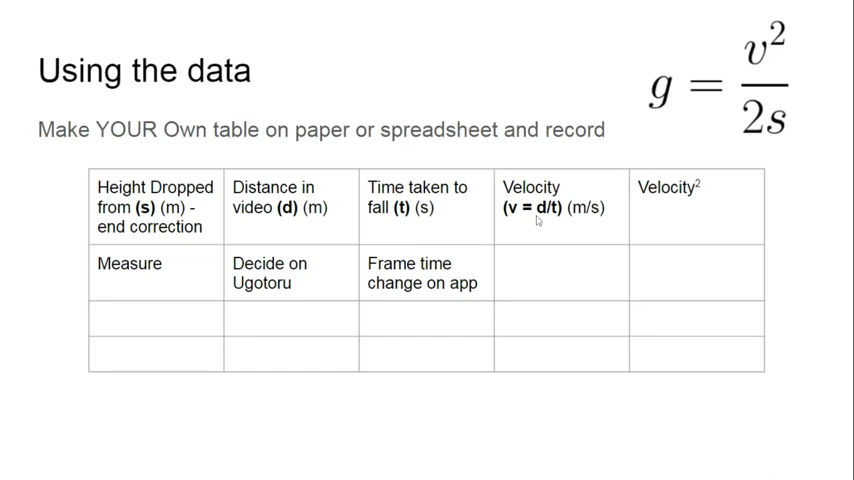 Using the data
g = v²/2s
Make YOUR Own table on paper or spreadsheet and record
Height Dropped
from (s) (m) -
end correction
Distance in
video (d) (m)
Time taken to
fall (t) (s)
Velocity
(v = d/t) (m/s)
Velocity²
Measure
Decide on
Ugotoru
Frame time
change on app